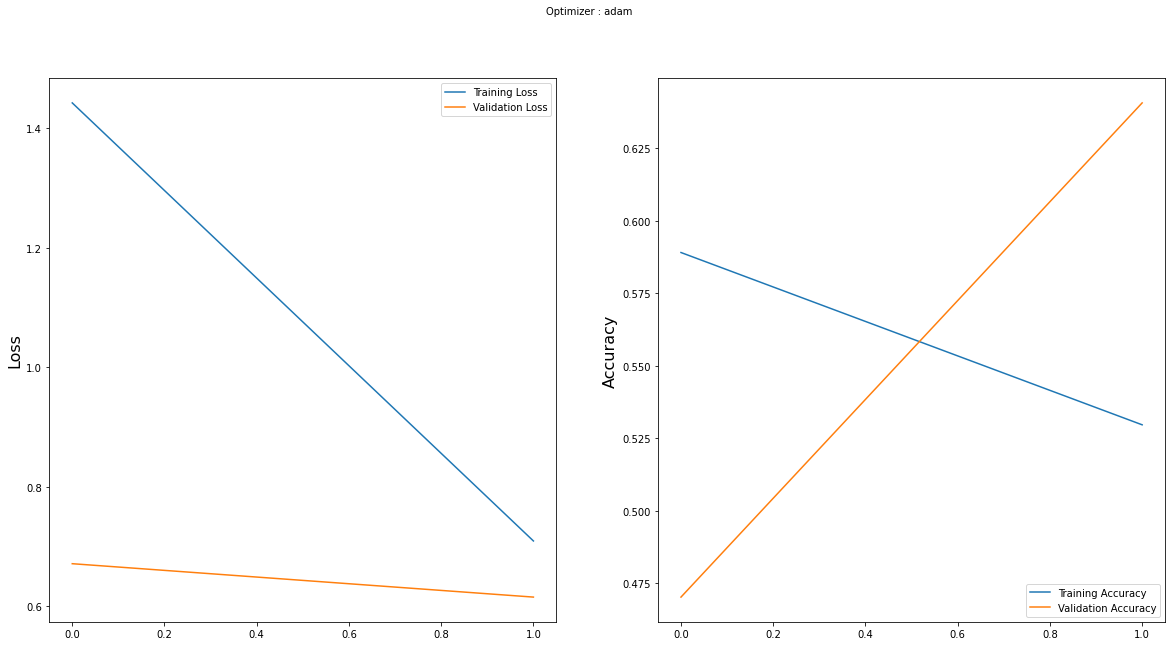 Optimizer : adam
Training Loss
Validation Loss
Loss
1.4
1.2
1.0
0.8
0.6
0.0 0.2 0.4 0.6 0.8 1.0
Accuracy
0.625
0.600
0.575
0.550
0.525
0.500
0.475
Training Accuracy
Validation Accuracy
0.0 0.2 0.4 0.6 0.8 1.0